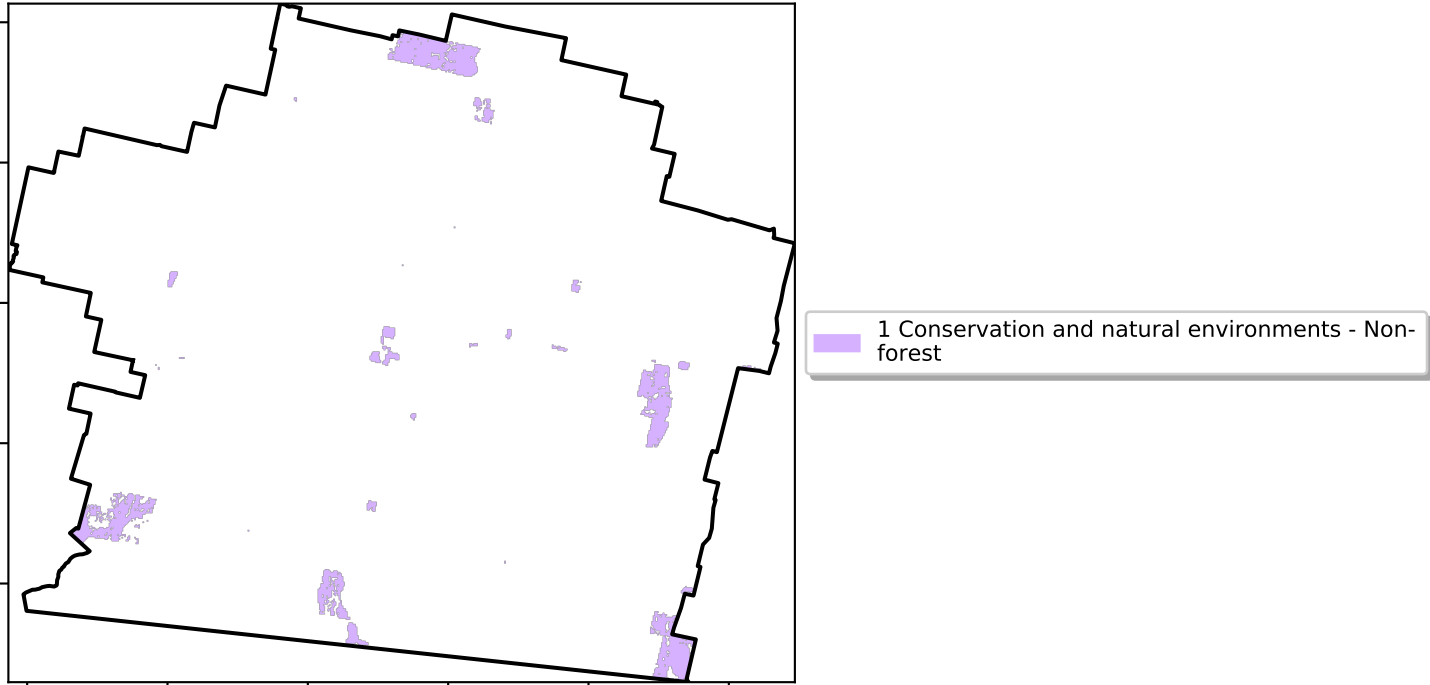 1 Conservation and natural environments - Non-
forest